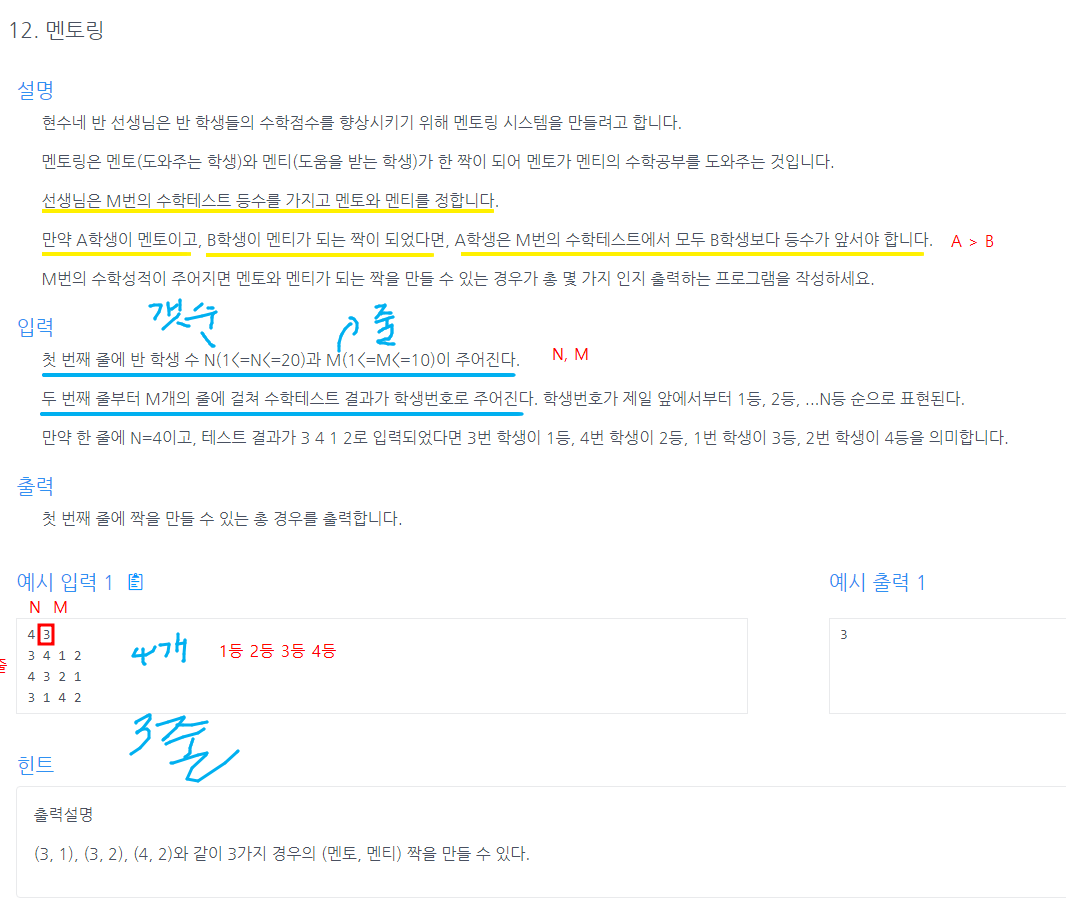 12. 멘토링
설명
현수네 반 선생님은 반 학생들의 수학점수를 향상시키기 위해 멘토링 시스템을 만들려고 합니다.
멘토링은 멘토(도와주는 학생)와 멘티(도움을 받는 학생)가 한 짝이 되어 멘토가 멘티의 수학공부를 도와주는 것입니다.
선생님은 M번의 수학테스트 등수를 가지고 멘토와 멘티를 정합니다.
만약 A학생이 멘토이고, B학생이 멘티가 되는 짝이 되었다면, A학생은 M번의 수학테스트에서 모두 B학생보다 등수가 앞서야 합니다. A > B
M번의 수학성적이 주어지면 멘토와 멘티가 되는 짝을 만들 수 있는 경우가 총 몇 가지 인지 출력하는 프로그램을 작성하세요.
갯수 줄
입력
첫 번째 줄에 반 학생 수 N(1<=N<=20)과 M(1<=M<=10)이 주어진다. N, M
두 번째 줄부터 M개의 줄에 걸쳐 수학테스트 결과가 학생번호로 주어진다. 학생번호가 제일 앞에서부터 1등, 2등, ...N등 순으로 표현된다.
만약 한 줄에 N=4이고, 테스트 결과가 3 4 1 2로 입력되었다면 3번 학생이 1등, 4번 학생이 2등, 1번 학생이 3등, 2번 학생이 4등을 의미합니다.
출력
첫 번째 줄에 짝을 만들 수 있는 총 경우를 출력합니다.
예시 입력 1 예시 출력 1
N M
4 3 3
3 4 1 2 4개 1등 2등 3등 4등
줄
4 3 2 1
3 1 4 2
3줄
힌트
출력설명
(3, 1), (3, 2), (4, 2)와 같이 3가지 경우의 (멘토, 멘티) 짝을 만들 수 있다.